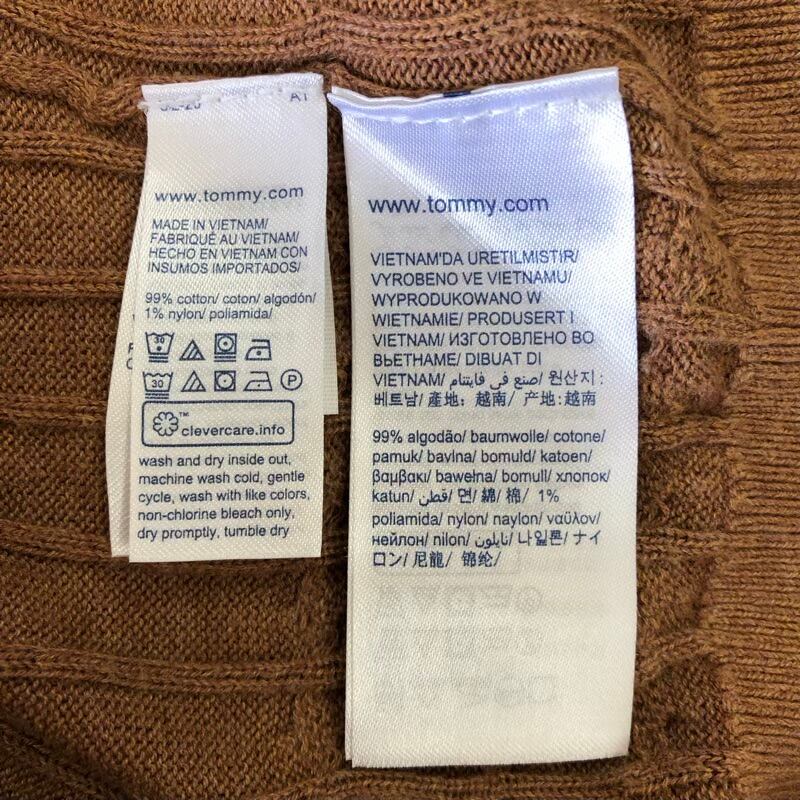 AT
www.tommy.com
MADE IN VIETNAM/
FABRIQUÉ AU VIETNAM/
HECHO EN VIETNAM CON
INSUMOS IMPORTADOS/
99% cotton/ coton/ algodón/
1% nylon/ poliamida/
30
30 P
™
clevercare.info
wash and dry inside out,
machine wash cold, gentle
cycle, wash with like colors,
non-chlorine bleach only,
dry promptly, tumble dry
www.tommy.com
VIETNAM'DA URETILMISTIR/
VYROBENO VE VIETNAMU/
WYPRODUKOWANO W
WIETNAMIE/ PRODUSERT I
VIETNAM/ ИЗГОТОВЛЕНО ВО
ВЬЕТНАМЕ/ DIBUAT DI
VIETNAM/ صنع في فايتنام/ 원산지 :
베트남/ 產地：越南/ 产地:越南
99% algodão/ baumwolle/ cotone/
pamuk/ bavlna/ bomuld/ katoen/
βαμβακι/ bawełna/ bomull/ хлопок/
katun/ قطن/ 면/ 綿/ 棉/ 1%
poliamida/ nylon/ naylon/ ναϋλον/
нейлон/ nilon/ نايلون/ 나일론/ ナイ
ロン/ 尼龍/ 锦纶/